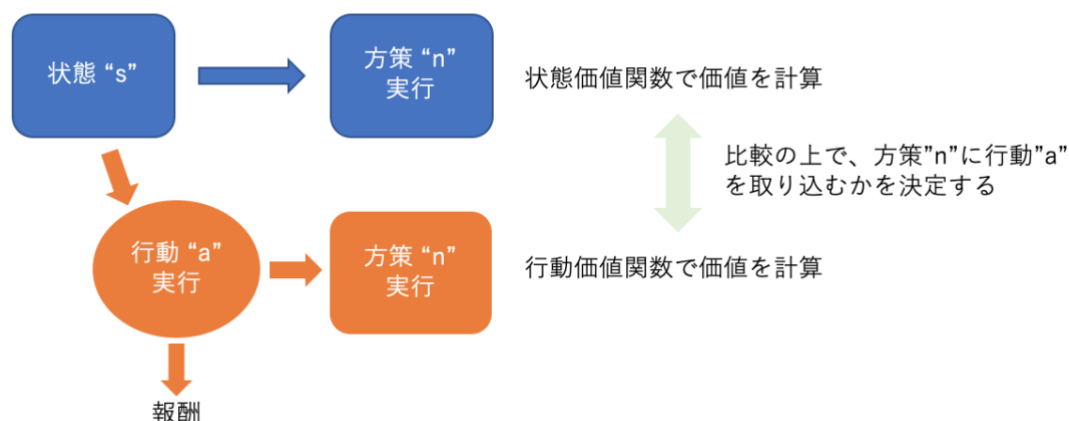 状態 “s”
方策 “n”
実行
状態価値関数で価値を計算
比較の上で、方策”n”に行動”a”
を取り込むかを決定する
行動 “a”
実行
方策 “n”
実行
行動価値関数で価値を計算
報酬